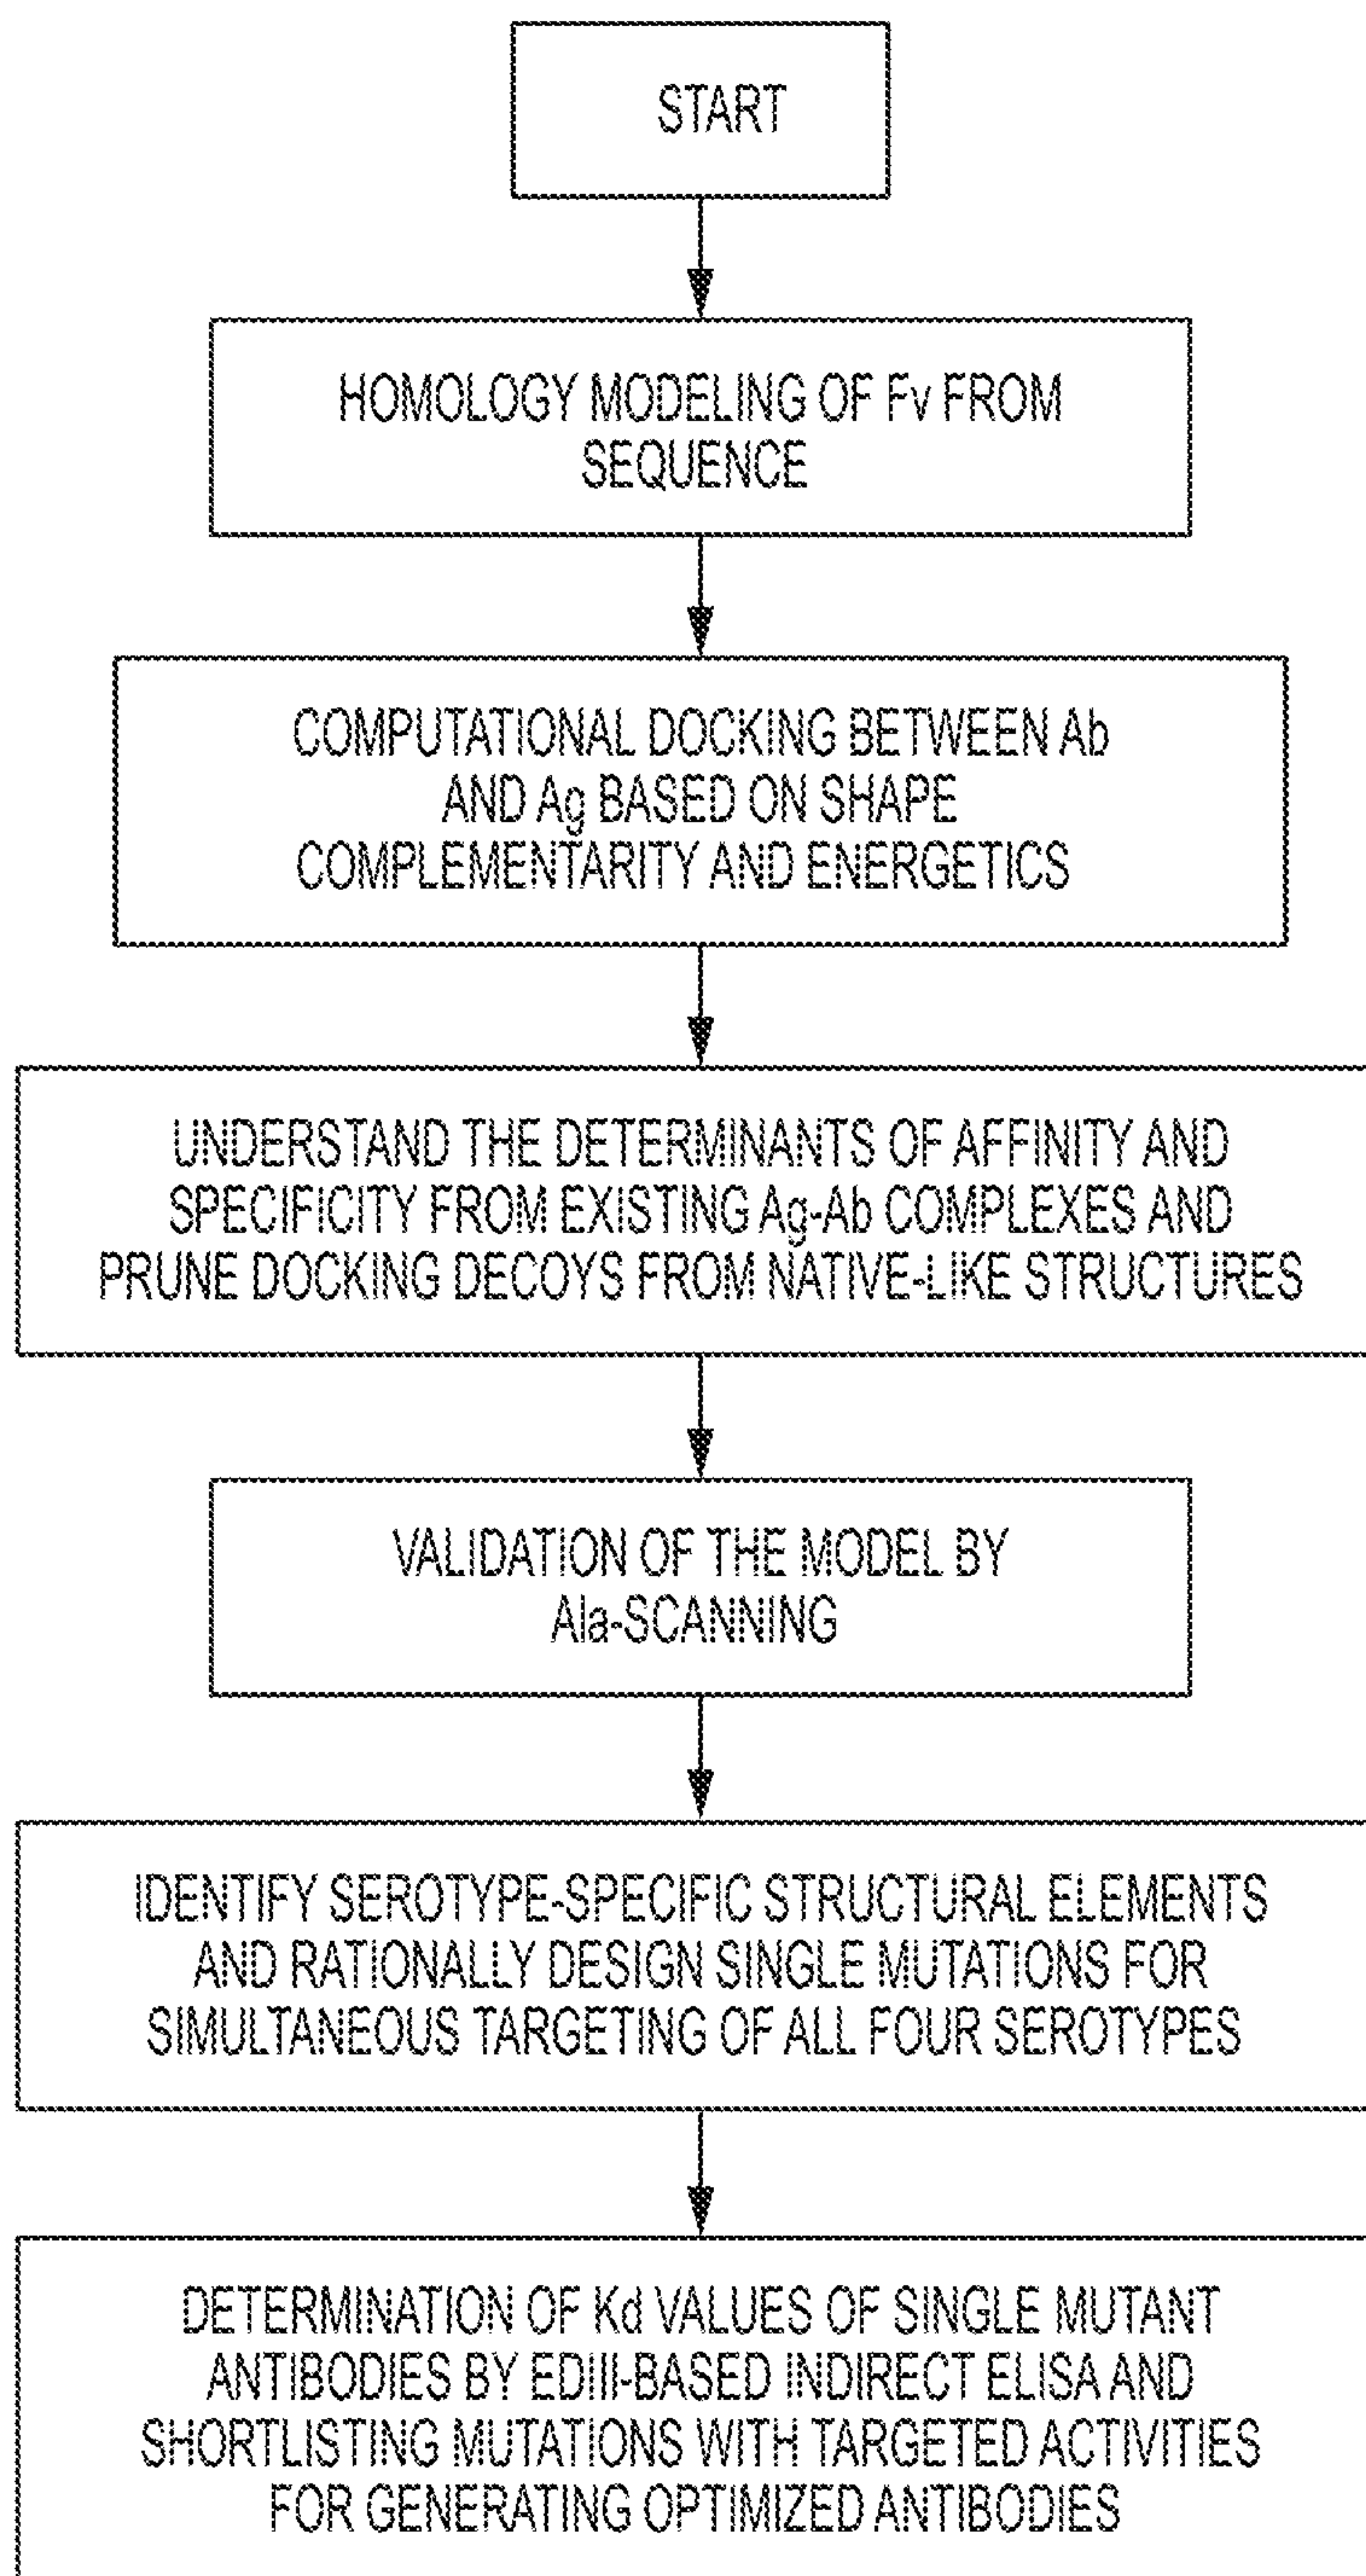 START
HOMOLOGY MODELING OF Fv FROM
SEQUENCE
COMPUTATIONAL DOCKING BETWEEN Ab
AND Ag BASED ON SHAPE
COMPLEMENTARITY AND ENERGETICS
UNDERSTAND THE DETERMINANTS OF AFFINITY AND
SPECIFICITY FROM EXISTING Ag-Ab COMPLEXES AND
PRUNE DOCKING DECOYS FROM NATIVE-LIKE STRUCTURES
VALIDATION OF THE MODEL BY
Ala-SCANNING
IDENTIFY SEROTYPE-SPECIFIC STRUCTURAL ELEMENTS
AND RATIONALLY DESIGN SINGLE MUTATIONS FOR
SIMULTANEOUS TARGETING OF ALL FOUR SEROTYPES
DETERMINATION OF Kd VALUES OF SINGLE MUTANT
ANTIBODIES BY EDIII-BASED INDIRECT ELISA AND
SHORTLISTING MUTATIONS WITH TARGETED ACTIVITIES
FOR GENERATING OPTIMIZED ANTIBODIES